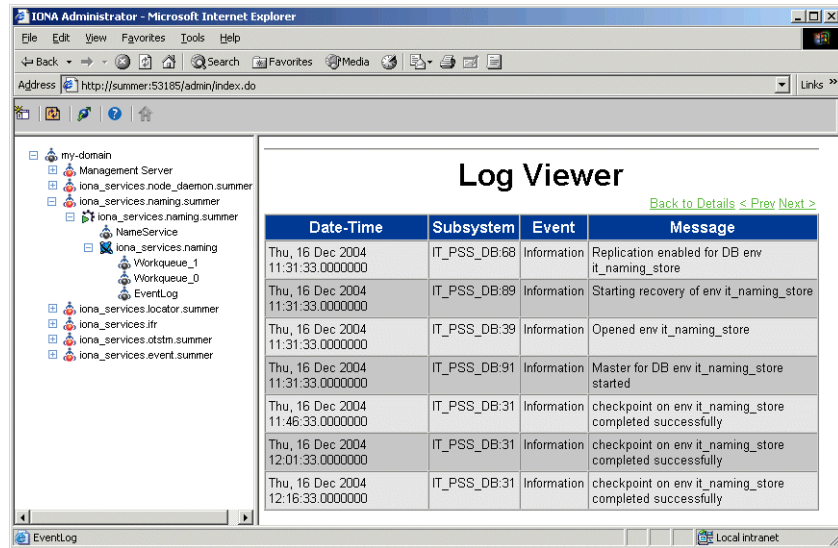 IONA Administrator - Microsoft Internet Explorer
File Edit View Favorites Tools Help
Back Search Favorites Media
Address http://summer:53185/admin/index.do Links »
my-domain
Management Server
iona_services.node_daemon.summer
iona_services.naming.summer
iona_services.naming.summer
NameService
iona_services.naming
Workqueue_1
Workqueue_0
EventLog
iona_services.locator.summer
iona_services.ifr
iona_services.otstm.summer
iona_services.event.summer
Log Viewer
Back to Details < Prev Next >
Date-Time Subsystem Event Message
Thu, 16 Dec 2004 IT_PSS_DB:68 Information Replication enabled for DB env
11:31:33.0000000 it_naming_store
Thu, 16 Dec 2004 IT_PSS_DB:89 Information Starting recovery of env it_naming_store
11:31:33.0000000
Thu, 16 Dec 2004 IT_PSS_DB:39 Information Opened env it_naming_store
11:31:33.0000000
Thu, 16 Dec 2004 IT_PSS_DB:91 Information Master for DB env it_naming_store
11:31:33.0000000 started
Thu, 16 Dec 2004 IT_PSS_DB:31 Information checkpoint on env it_naming_store
11:46:33.0000000 completed successfully
Thu, 16 Dec 2004 IT_PSS_DB:31 Information checkpoint on env it_naming_store
12:01:33.0000000 completed successfully
Thu, 16 Dec 2004 IT_PSS_DB:31 Information checkpoint on env it_naming_store
12:16:33.0000000 completed successfully
EventLog Local intranet